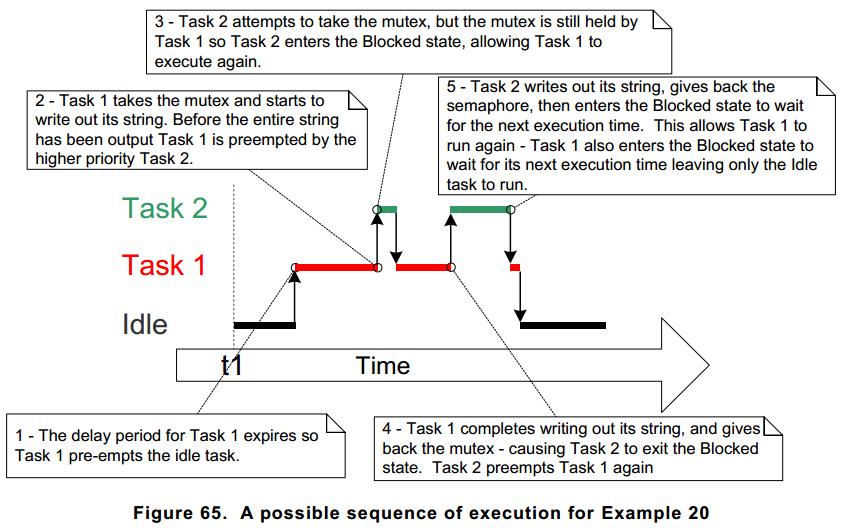 3 - Task 2 attempts to take the mutex, but the mutex is still held by
Task 1 so Task 2 enters the Blocked state, allowing Task 1 to
execute again.
2 - Task 1 takes the mutex and starts to
write out its string. Before the entire string
has been output Task 1 is preempted by the
higher priority Task 2.
5 - Task 2 writes out its string, gives back the
semaphore, then enters the Blocked state to wait
for the next execution time.  This allows Task 1 to
run again - Task 1 also enters the Blocked state to
wait for its next execution time leaving only the Idle
task to run.
Task 2
Task 1
Idle
t1
Time
1 - The delay period for Task 1 expires so
Task 1 pre-empts the idle task.
4 - Task 1 completes writing out its string, and gives
back the mutex - causing Task 2 to exit the Blocked
state.  Task 2 preempts Task 1 again
Figure 65.  A possible sequence of execution for Example 20